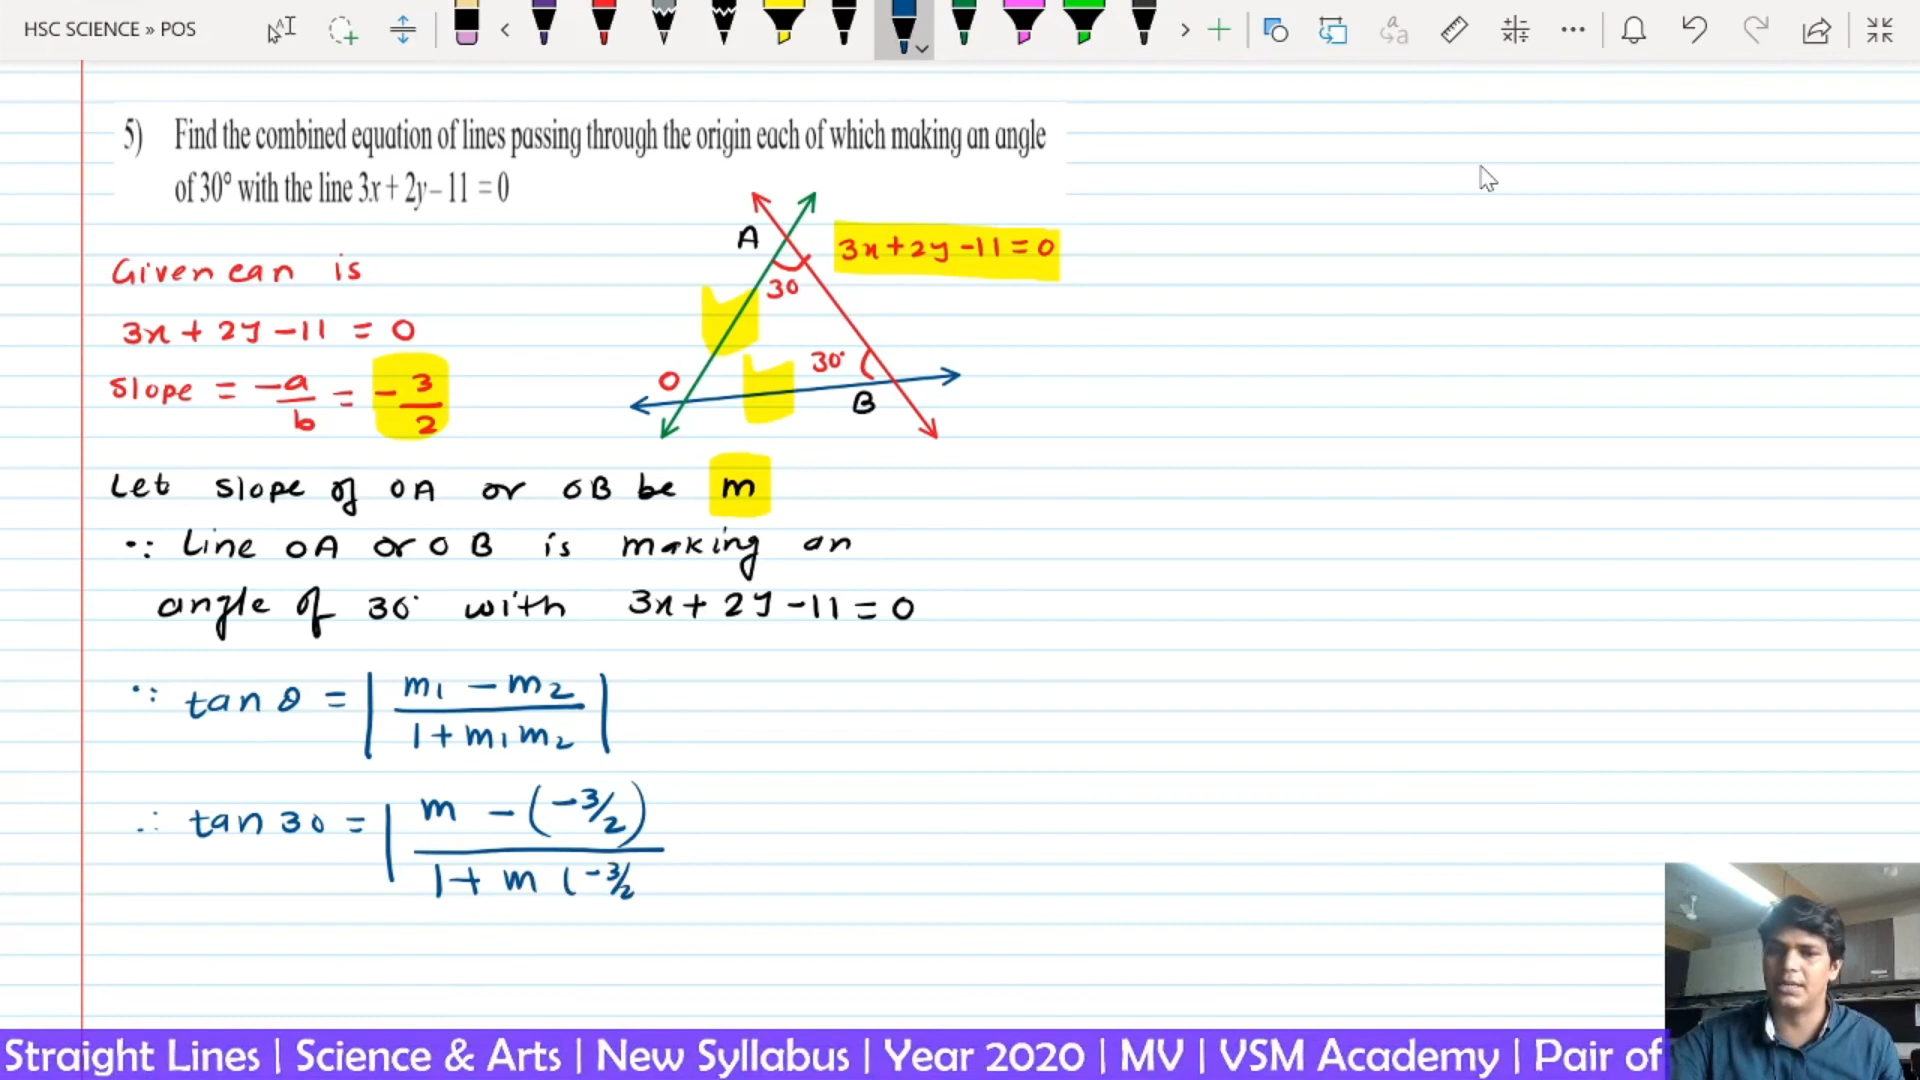 HSC SCIENCE » POS
5) Find the combined equation of lines passing through the origin each of which making an angle
of 30° with the line 3x + 2y – 11 = 0
A
3x+2y-11=0
30
30°
O
B
Given eqn is
3x + 2y - 11 = 0
Slope = -a/b = -3/2
Let slope of OA or OB be m
∵ Line OA or OB is making an
angle of 30° with 3x + 2y - 11 = 0
∵ tan θ = | (m1 - m2) / (1 + m1 m2) |
∴ tan 30 = | (m - (-3/2)) / (1 + m (-3/2
Straight Lines | Science & Arts | New Syllabus | Year 2020 | MV | VSM Academy | Pair of